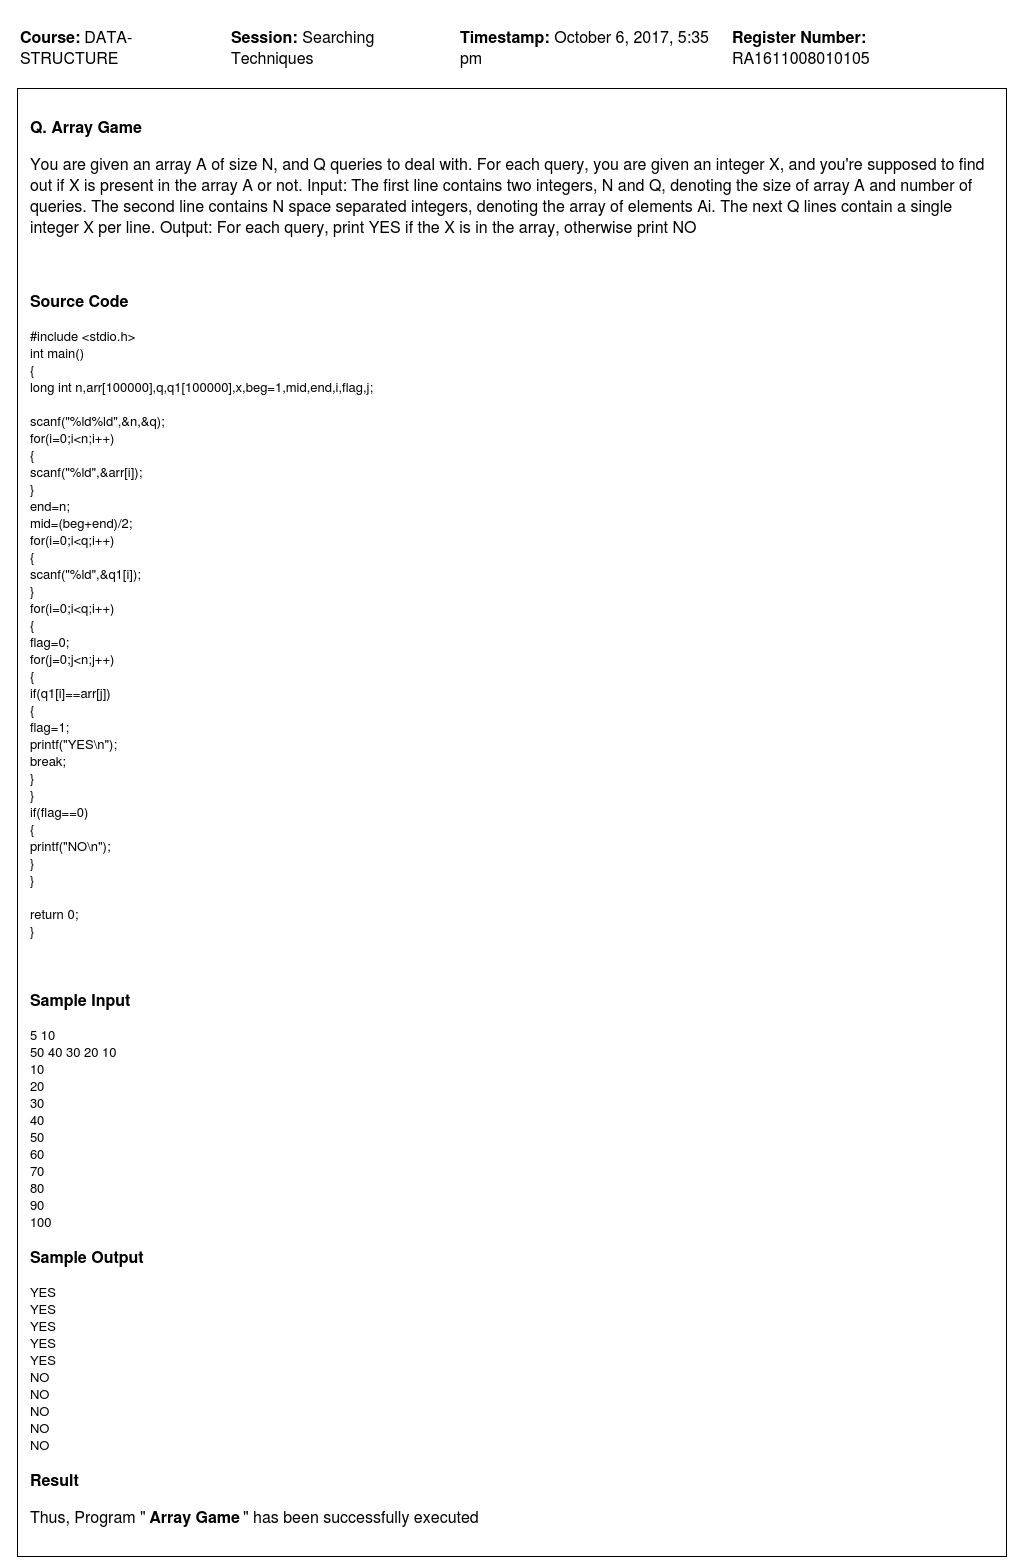 Course: DATA-STRUCTURE
Session: Searching Techniques
Timestamp: October 6, 2017, 5:35 pm
Register Number: RA1611008010105
Q. Array Game
You are given an array A of size N, and Q queries to deal with. For each query, you are given an integer X, and you're supposed to find
out if X is present in the array A or not. Input: The first line contains two integers, N and Q, denoting the size of array A and number of
queries. The second line contains N space separated integers, denoting the array of elements Ai. The next Q lines contain a single
integer X per line. Output: For each query, print YES if the X is in the array, otherwise print NO
Source Code
#include <stdio.h>
int main()
{
long int n,arr[100000],q,q1[100000],x,beg=1,mid,end,i,flag,j;
scanf("%ld%ld",&n,&q);
for(i=0;i<n;i++)
{
scanf("%ld",&arr[i]);
}
end=n;
mid=(beg+end)/2;
for(i=0;i<q;i++)
{
scanf("%ld",&q1[i]);
}
for(i=0;i<q;i++)
{
flag=0;
for(j=0;j<n;j++)
{
if(q1[i]==arr[j])
{
flag=1;
printf("YES\n");
break;
}
}
if(flag==0)
{
printf("NO\n");
}
}
return 0;
}
Sample Input
5 10
50 40 30 20 10
10
20
30
40
50
60
70
80
90
100
Sample Output
YES
YES
YES
YES
YES
NO
NO
NO
NO
NO
Result
Thus, Program " Array Game " has been successfully executed